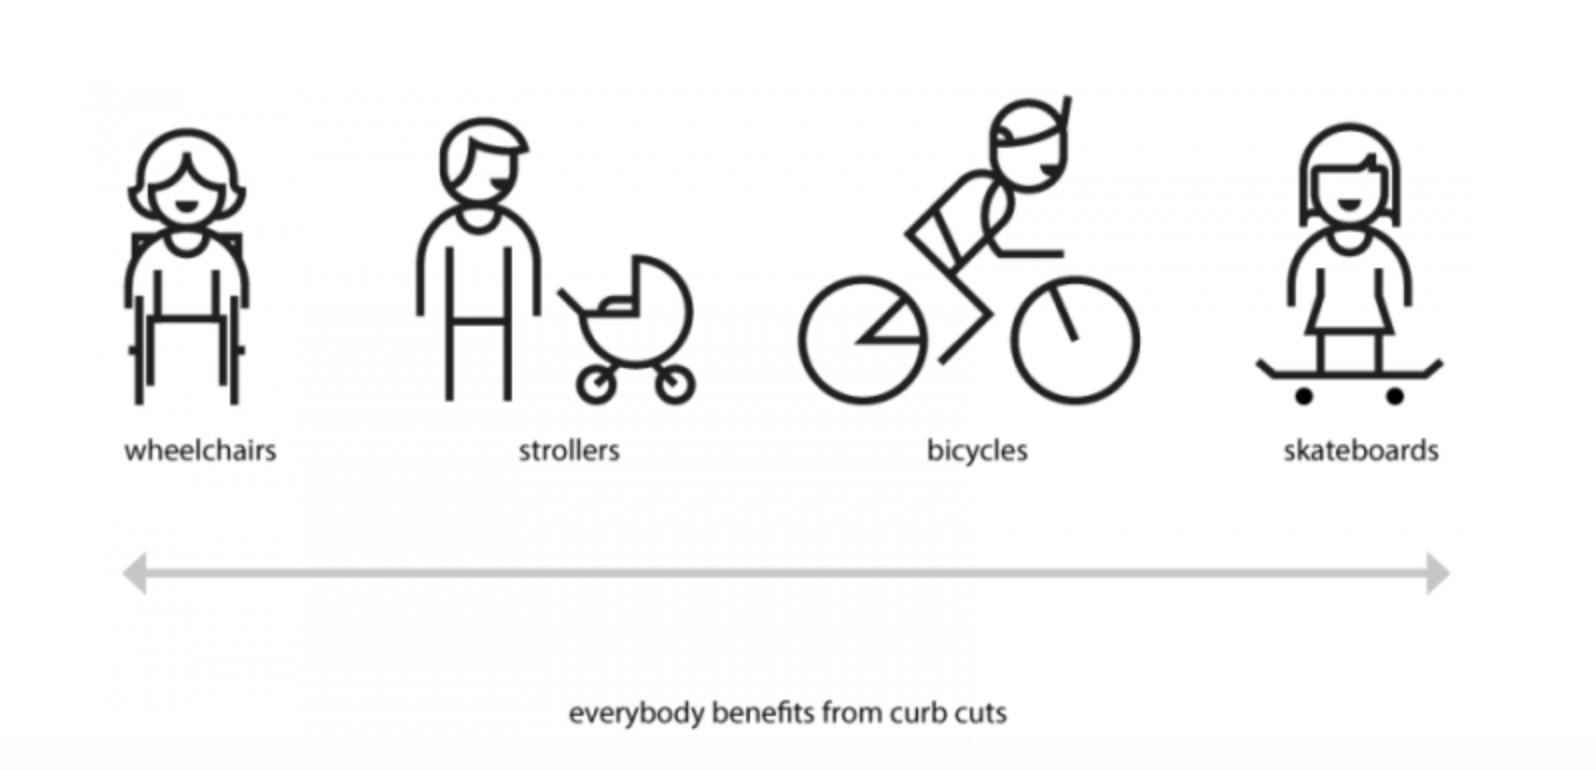 wheelchairs
strollers
bicycles
skateboards
everybody benefits from curb cuts